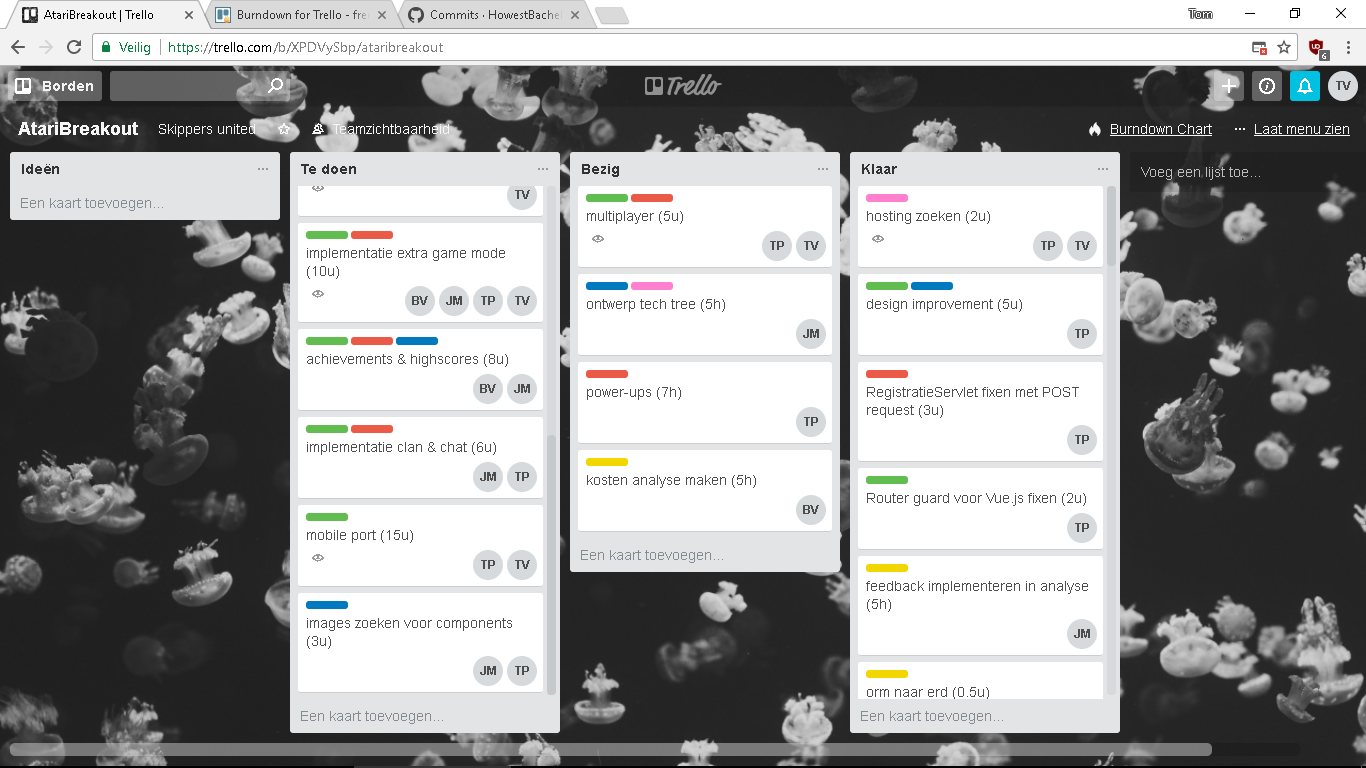 AtariBreakout | Trello
Burndown for Trello - fre
Commits · HowestBachel
Tom
Veilig
https://trello.com/b/XPDVySbp/ataribreakout
6
Borden
Trello
TV
AtariBreakout
Skippers united
Teamzichtbaarheid
Burndown Chart
Laat menu zien
Ideën
Een kaart toevoegen...
Te doen
TV
implementatie extra game mode
(10u)
BV JM TP TV
achievements & highscores (8u)
BV JM
implementatie clan & chat (6u)
JM TP
mobile port (15u)
TP TV
images zoeken voor components
(3u)
JM TP
Een kaart toevoegen...
Bezig
multiplayer (5u)
TP TV
ontwerp tech tree (5h)
JM
power-ups (7h)
TP
kosten analyse maken (5h)
BV
Een kaart toevoegen...
Klaar
hosting zoeken (2u)
TP TV
design improvement (5u)
TP
RegistratieServlet fixen met POST
request (3u)
TP
Router guard voor Vue.js fixen (2u)
TP
feedback implementeren in analyse
(5h)
JM
orm naar erd (0.5u)
Een kaart toevoegen...
Voeg een lijst toe...